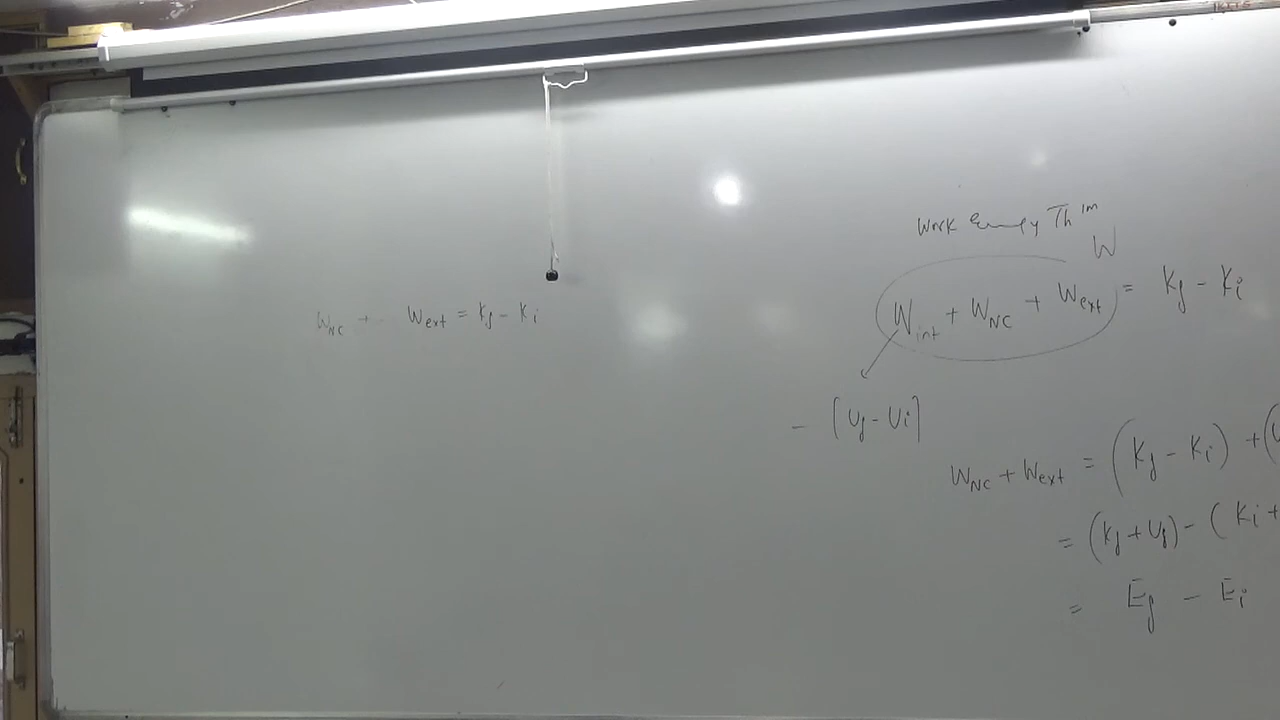 W_NC + W_ext = K_f - K_i
Work Energy Th^m
W
W_int + W_NC + W_ext = K_f - K_i
- [U_f - U_i]
W_NC + W_ext = (K_f - K_i) + (U
= (K_f + U_f) - (K_i +
= E_f - E_i